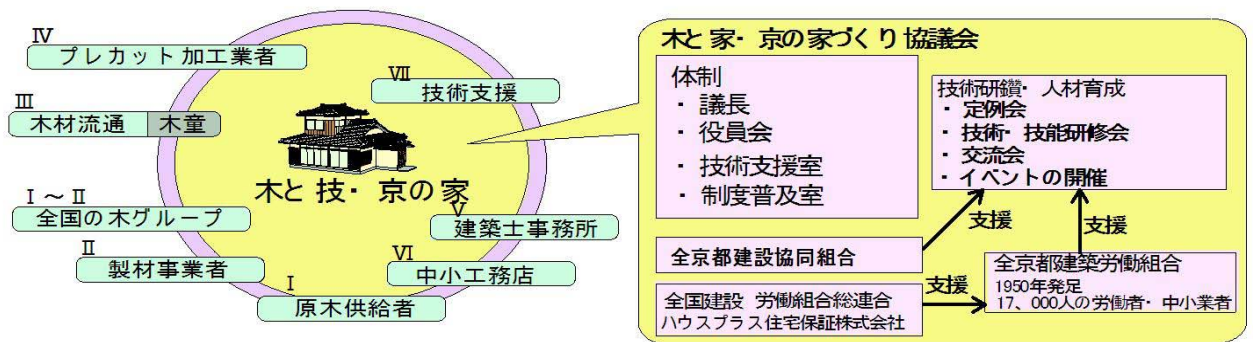 Ⅳ
プレカット加工業者
Ⅶ
技術支援
Ⅲ
木材流通 木童
木と技・京の家
Ⅰ～Ⅱ
全国の木グループ
Ⅴ
建築士事務所
Ⅱ
製材事業者
Ⅵ
中小工務店
Ⅰ
原木供給者
木と家・京の家づくり協議会
体制
・議長
・役員会
・技術支援室
・制度普及室
技術研鑽・人材育成
・定例会
・技術・技能研修会
・交流会
・イベントの開催
支援
支援
全京都建設協同組合
支援
全国建設労働組合総連合
ハウスプラス住宅保証株式会社
全京都建築労働組合
1950年発足
17、000人の労働者・中小業者